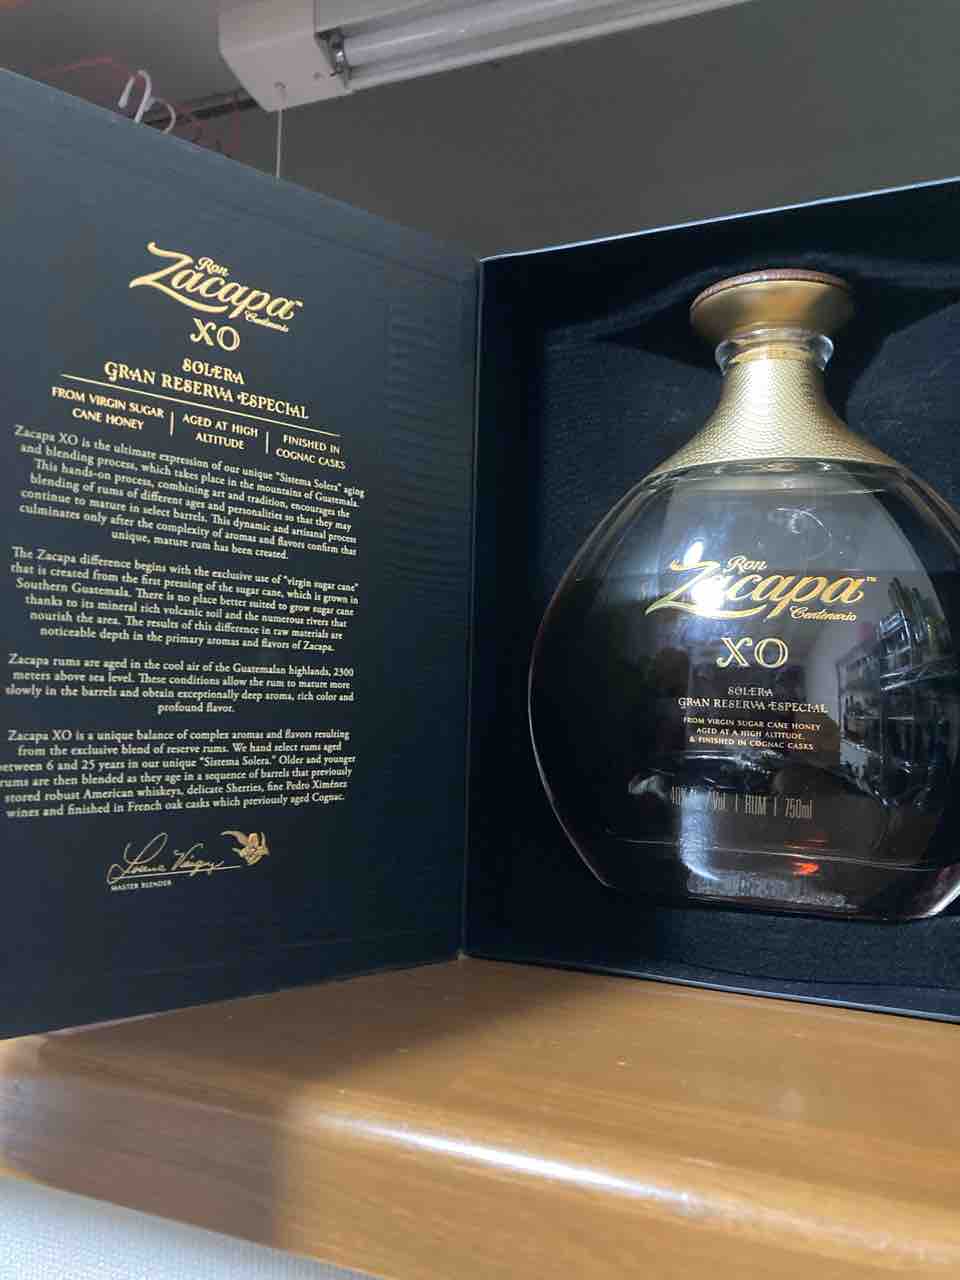 Ron
Zacapa™
Centenario
XO
SOLERA
GRAN RESERVA ESPECIAL
FROM VIRGIN SUGAR
CANE HONEY
AGED AT HIGH
ALTITUDE
FINISHED IN
COGNAC CASKS
Zacapa XO is the ultimate expression of our unique "Sistema Solera" aging
and blending process, which takes place in the mountains of Guatemala.
This hands-on process, combining art and tradition, encourages the
blending of rums of different ages and personalities so that they may
continue to mature in select barrels. This dynamic and artisanal process
culminates only after the complexity of aromas and flavors confirm that
unique, mature rum has been created.
The Zacapa difference begins with the exclusive use of "virgin sugar cane"
that is created from the first pressing of the sugar cane, which is grown in
Southern Guatemala. There is no place better suited to grow sugar cane
thanks to its mineral rich volcanic soil and the numerous rivers that
nourish the area. The results of this difference in raw materials are
noticeable depth in the primary aromas and flavors of Zacapa.
Zacapa rums are aged in the cool air of the Guatemalan highlands, 2300
meters above sea level. These conditions allow the rum to mature more
slowly in the barrels and obtain exceptionally deep aroma, rich color and
profound flavor.
Zacapa XO is a unique balance of complex aromas and flavors resulting
from the exclusive blend of reserve rums. We hand select rums aged
between 6 and 25 years in our unique "Sistema Solera." Older and younger
rums are then blended as they age in a sequence of barrels that previously
stored robust American whiskeys, delicate Sherries, fine Pedro Ximénez
wines and finished in French oak casks which previously aged Cognac.
MASTER BLENDER
Ron
Zacapa™
Centenario
XO
SOLERA
GRAN RESERVA ESPECIAL
FROM VIRGIN SUGAR CANE HONEY
AGED AT A HIGH ALTITUDE,
& FINISHED IN COGNAC CASKS
40% /Vol | RUM | 750ml